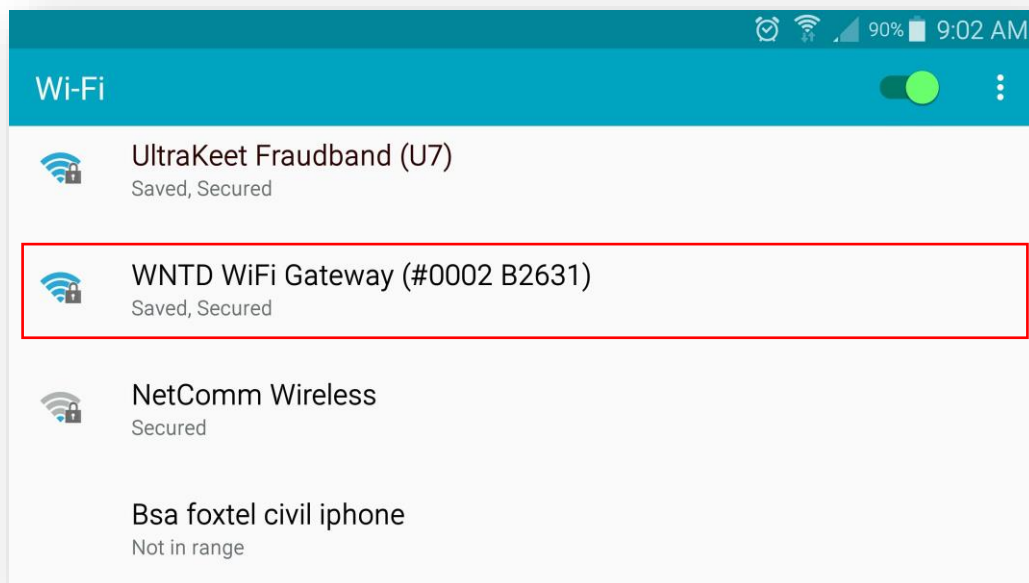 90% 9:02 AM
Wi-Fi
UltraKeet Fraudband (U7)
Saved, Secured
WNTD WiFi Gateway (#0002 B2631)
Saved, Secured
NetComm Wireless
Secured
Bsa foxtel civil iphone
Not in range